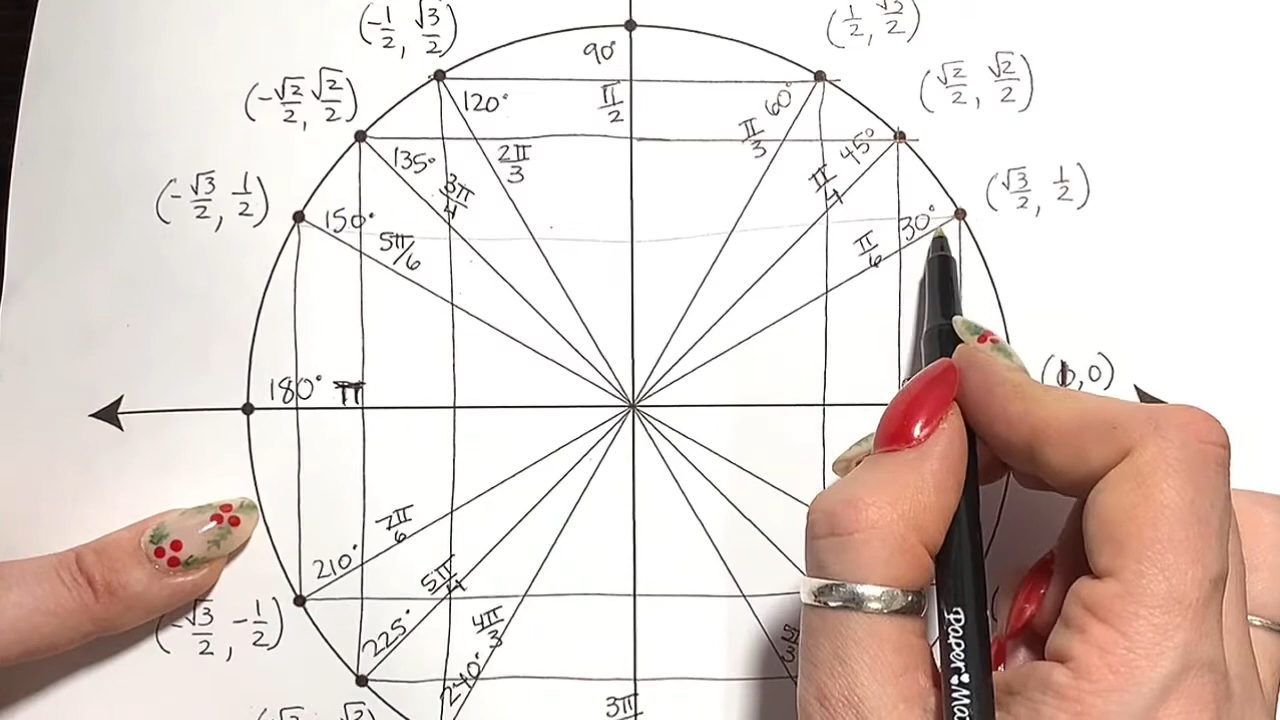 (-1/2, √3/2)
90°
(1/2, √3/2)
(-√2/2, √2/2)
120°
π/2
60°
(√2/2, √2/2)
135°
2π/3
π/3
45°
(-√3/2, 1/2)
150°
3π/4
π/4
30°
(√3/2, 1/2)
5π/6
π/6
180° π
(1,0)
7π/6
210°
5π/4
(-√3/2, -1/2)
225°
4π/3
240°
3π
Paper Ma